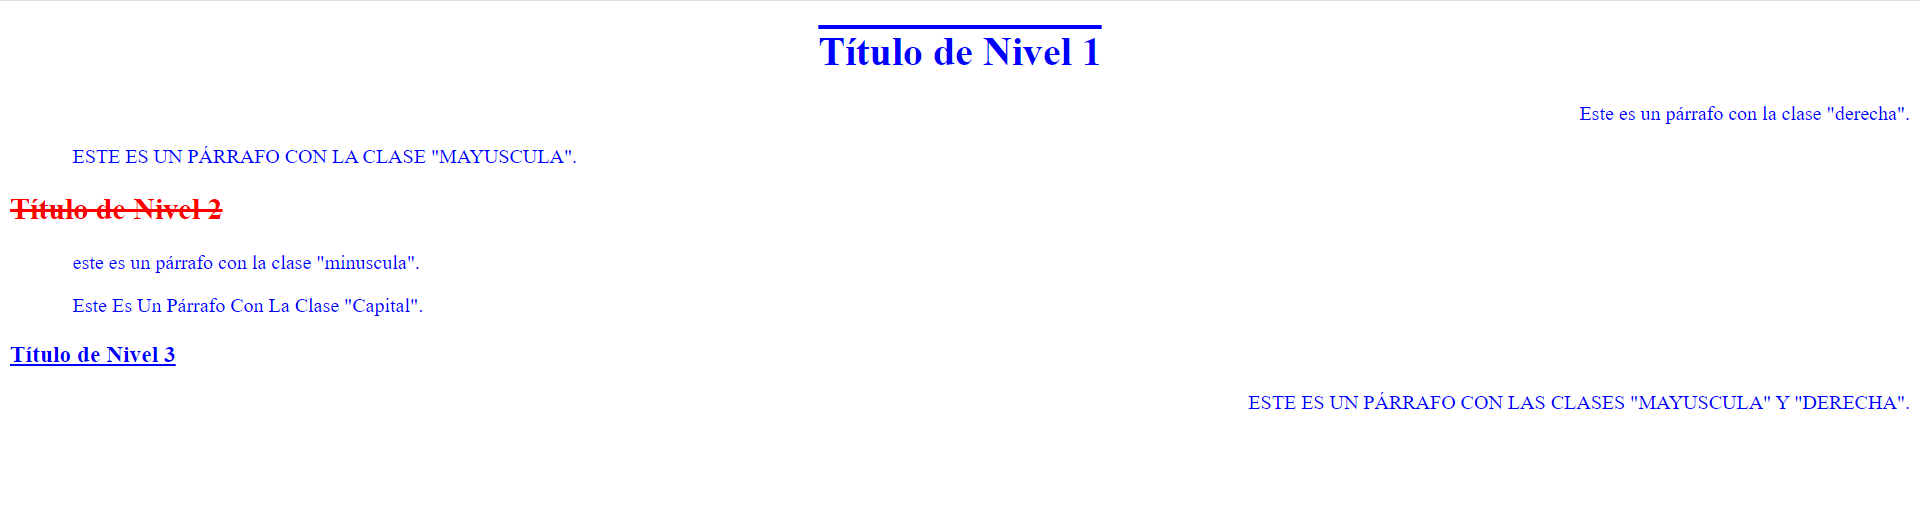 Título de Nivel 1
Este es un párrafo con la clase "derecha".
ESTE ES UN PÁRRAFO CON LA CLASE "MAYUSCULA".
Título de Nivel 2
este es un párrafo con la clase "minuscula".
Este Es Un Párrafo Con La Clase "Capital".
Título de Nivel 3
ESTE ES UN PÁRRAFO CON LAS CLASES "MAYUSCULA" Y "DERECHA".